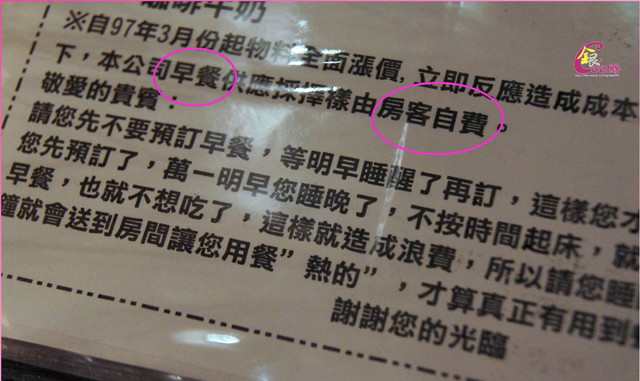 咖啡牛奶
※自97年3月份起物料全面漲價,立即反應造成成本
下,本公司早餐供應採擇樣由房客自費。
敬愛的貴賓:
請您先不要預訂早餐,等明早睡醒了再訂,這樣您才
您先預訂了,萬一明早您睡晚了,不按時間起床,就
早餐,也就不想吃了,這樣就造成浪費,所以請您睡
鐘就會送到房間讓您用餐”熱的”,才算真正有用到
謝謝您的光臨
銀